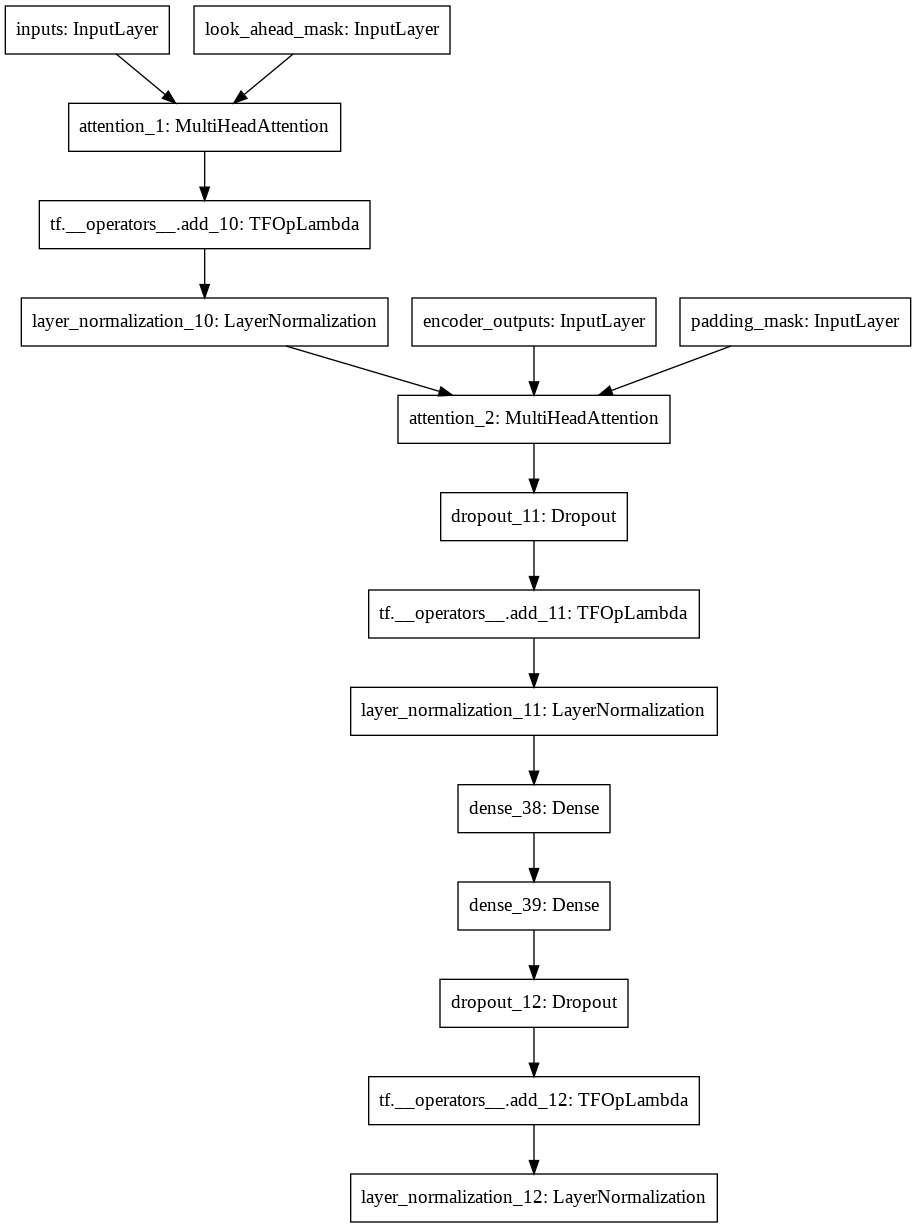 inputs: InputLayer
look_ahead_mask: InputLayer
attention_1: MultiHeadAttention
tf.__operators__.add_10: TFOpLambda
layer_normalization_10: LayerNormalization
encoder_outputs: InputLayer
padding_mask: InputLayer
attention_2: MultiHeadAttention
dropout_11: Dropout
tf.__operators__.add_11: TFOpLambda
layer_normalization_11: LayerNormalization
dense_38: Dense
dense_39: Dense
dropout_12: Dropout
tf.__operators__.add_12: TFOpLambda
layer_normalization_12: LayerNormalization